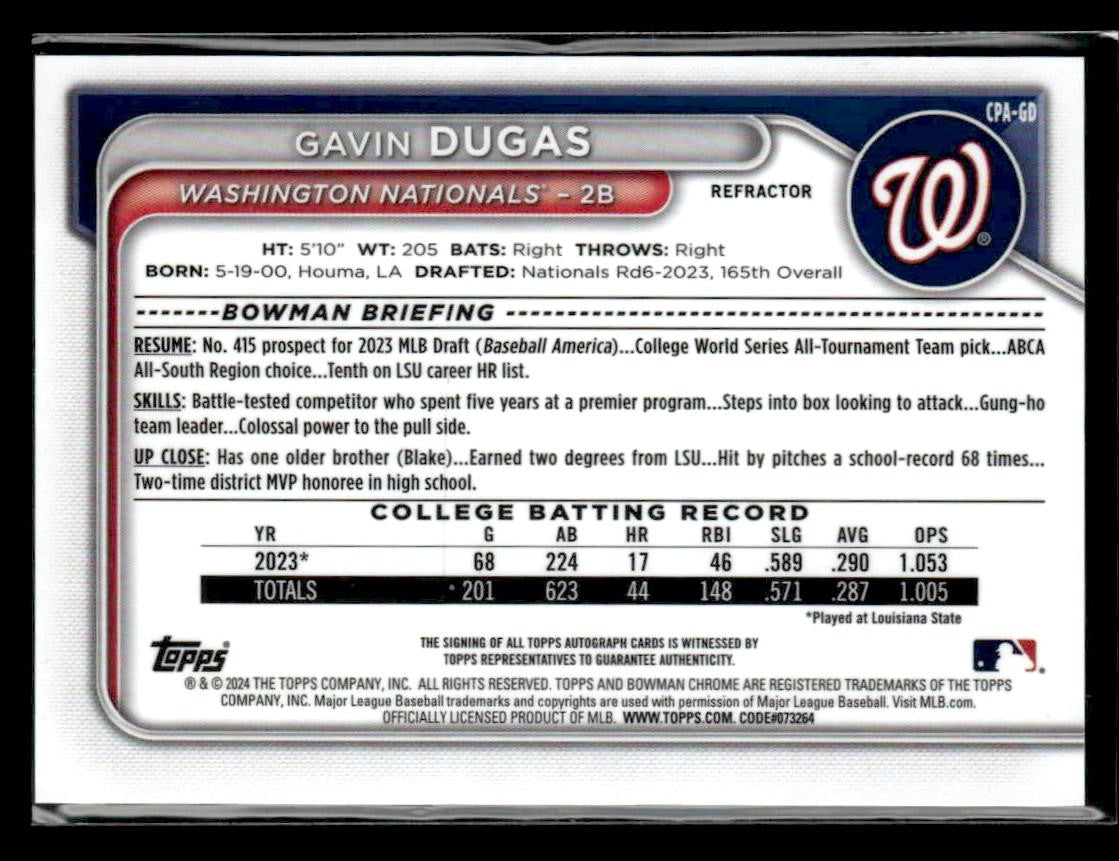 CPA-GD
GAVIN DUGAS
WASHINGTON NATIONALS® – 2B
REFRACTOR
W®
HT: 5'10" WT: 205 BATS: Right THROWS: Right
BORN: 5-19-00, Houma, LA DRAFTED: Nationals Rd6-2023, 165th Overall
-------BOWMAN BRIEFING ------------------------------------------------
RESUME: No. 415 prospect for 2023 MLB Draft (Baseball America)...College World Series All-Tournament Team pick...ABCA
All-South Region choice...Tenth on LSU career HR list.
SKILLS: Battle-tested competitor who spent five years at a premier program...Steps into box looking to attack...Gung-ho
team leader...Colossal power to the pull side.
UP CLOSE: Has one older brother (Blake)...Earned two degrees from LSU...Hit by pitches a school-record 68 times...
Two-time district MVP honoree in high school.
COLLEGE BATTING RECORD
YR G AB HR RBI SLG AVG OPS
2023* 68 224 17 46 .589 .290 1.053
TOTALS 201 623 44 148 .571 .287 1.005
*Played at Louisiana State
Topps®
THE SIGNING OF ALL TOPPS AUTOGRAPH CARDS IS WITNESSED BY
TOPPS REPRESENTATIVES TO GUARANTEE AUTHENTICITY.
® & © 2024 THE TOPPS COMPANY, INC. ALL RIGHTS RESERVED. TOPPS AND BOWMAN CHROME ARE REGISTERED TRADEMARKS OF THE TOPPS
COMPANY, INC. Major League Baseball trademarks and copyrights are used with permission of Major League Baseball. Visit MLB.com.
OFFICIALLY LICENSED PRODUCT OF MLB. WWW.TOPPS.COM. CODE#073264